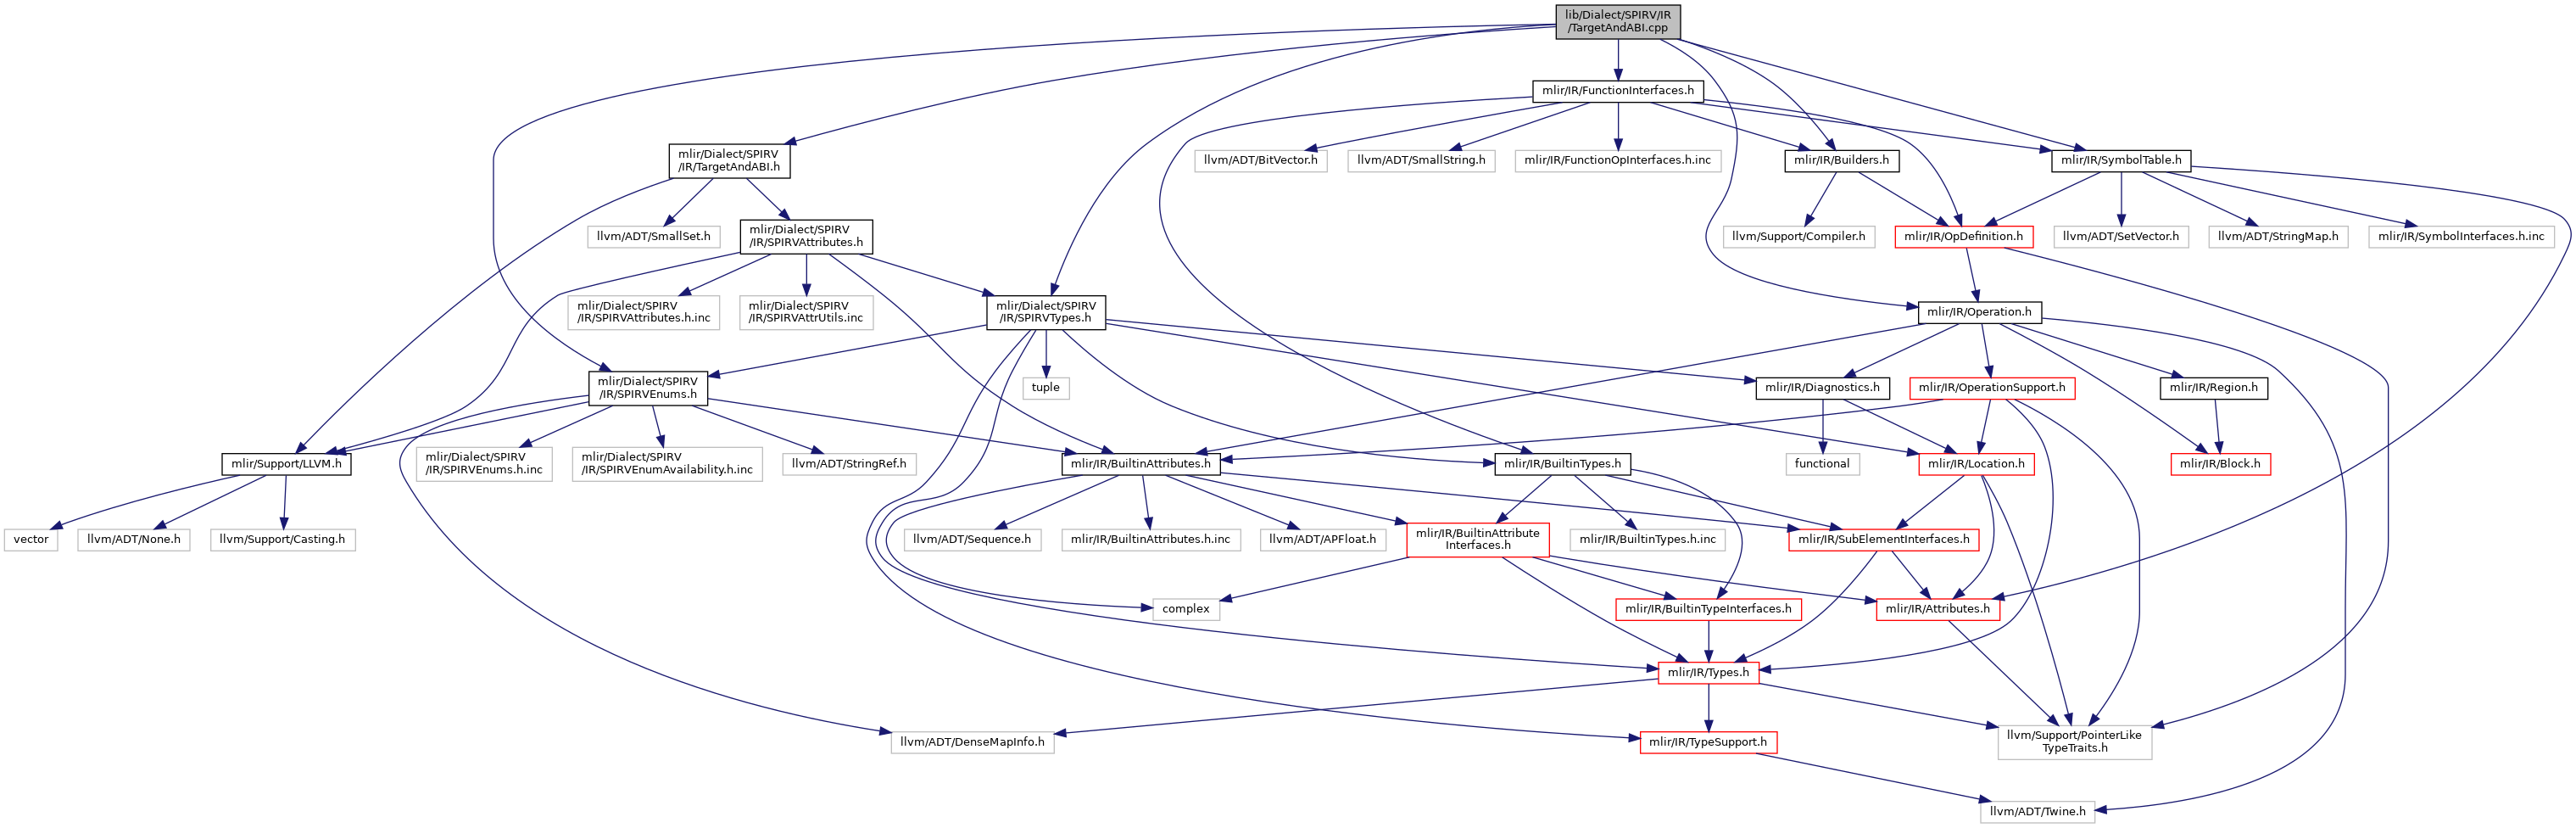 lib/Dialect/SPIRV/IR
/TargetAndABI.cpp
mlir/IR/FunctionInterfaces.h
mlir/Dialect/SPIRV
/IR/TargetAndABI.h
llvm/ADT/BitVector.h
llvm/ADT/SmallString.h
mlir/IR/FunctionOpInterfaces.h.inc
mlir/IR/Builders.h
mlir/IR/SymbolTable.h
llvm/ADT/SmallSet.h
mlir/Dialect/SPIRV
/IR/SPIRVAttributes.h
llvm/Support/Compiler.h
mlir/IR/OpDefinition.h
llvm/ADT/SetVector.h
llvm/ADT/StringMap.h
mlir/IR/SymbolInterfaces.h.inc
mlir/Dialect/SPIRV
/IR/SPIRVAttributes.h.inc
mlir/Dialect/SPIRV
/IR/SPIRVAttrUtils.inc
mlir/Dialect/SPIRV
/IR/SPIRVTypes.h
mlir/IR/Operation.h
mlir/Dialect/SPIRV
/IR/SPIRVEnums.h
tuple
mlir/IR/Diagnostics.h
mlir/IR/OperationSupport.h
mlir/IR/Region.h
mlir/Support/LLVM.h
mlir/Dialect/SPIRV
/IR/SPIRVEnums.h.inc
mlir/Dialect/SPIRV
/IR/SPIRVEnumAvailability.h.inc
llvm/ADT/StringRef.h
mlir/IR/BuiltinAttributes.h
mlir/IR/BuiltinTypes.h
functional
mlir/IR/Location.h
mlir/IR/Block.h
vector
llvm/ADT/None.h
llvm/Support/Casting.h
llvm/ADT/Sequence.h
mlir/IR/BuiltinAttributes.h.inc
llvm/ADT/APFloat.h
mlir/IR/BuiltinAttribute
Interfaces.h
mlir/IR/BuiltinTypes.h.inc
mlir/IR/SubElementInterfaces.h
complex
mlir/IR/BuiltinTypeInterfaces.h
mlir/IR/Attributes.h
mlir/IR/Types.h
llvm/ADT/DenseMapInfo.h
mlir/IR/TypeSupport.h
llvm/Support/PointerLike
TypeTraits.h
llvm/ADT/Twine.h